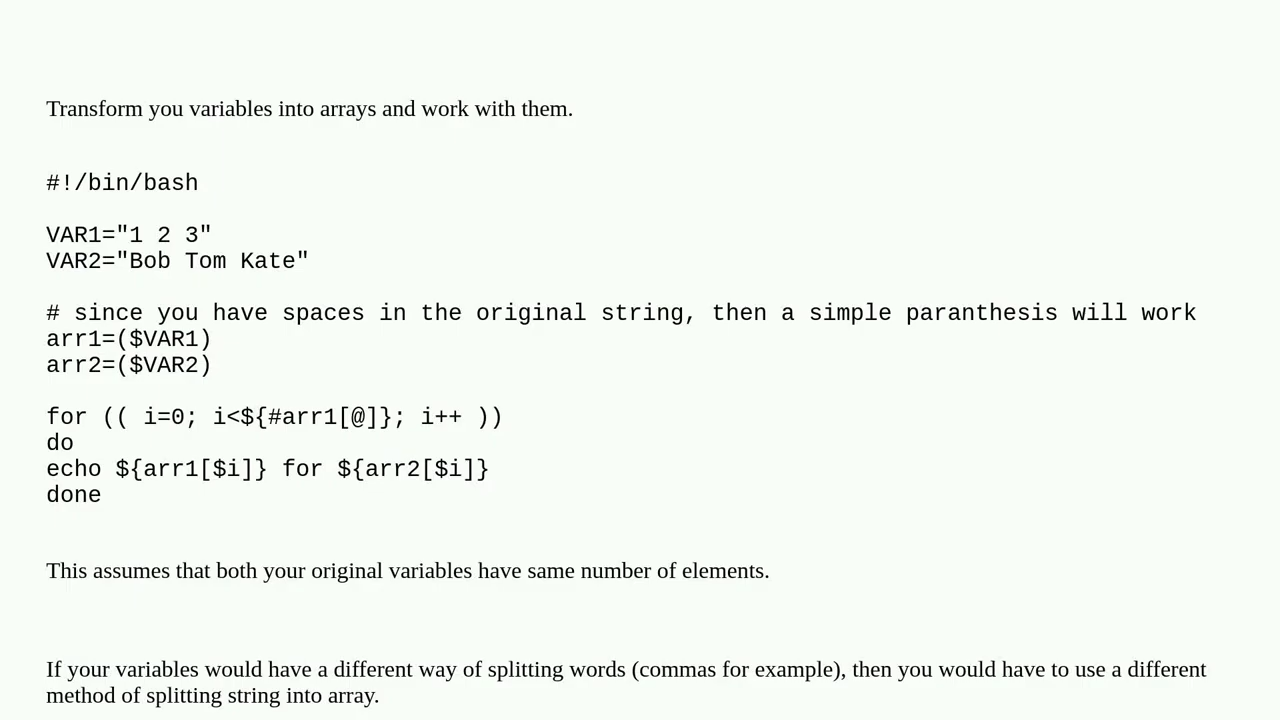 Transform you variables into arrays and work with them.
#!/bin/bash
VAR1="1 2 3"
VAR2="Bob Tom Kate"
# since you have spaces in the original string, then a simple paranthesis will work
arr1=($VAR1)
arr2=($VAR2)
for (( i=0; i<${#arr1[@]}; i++ ))
do
echo ${arr1[$i]} for ${arr2[$i]}
done
This assumes that both your original variables have same number of elements.
If your variables would have a different way of splitting words (commas for example), then you would have to use a different
method of splitting string into array.